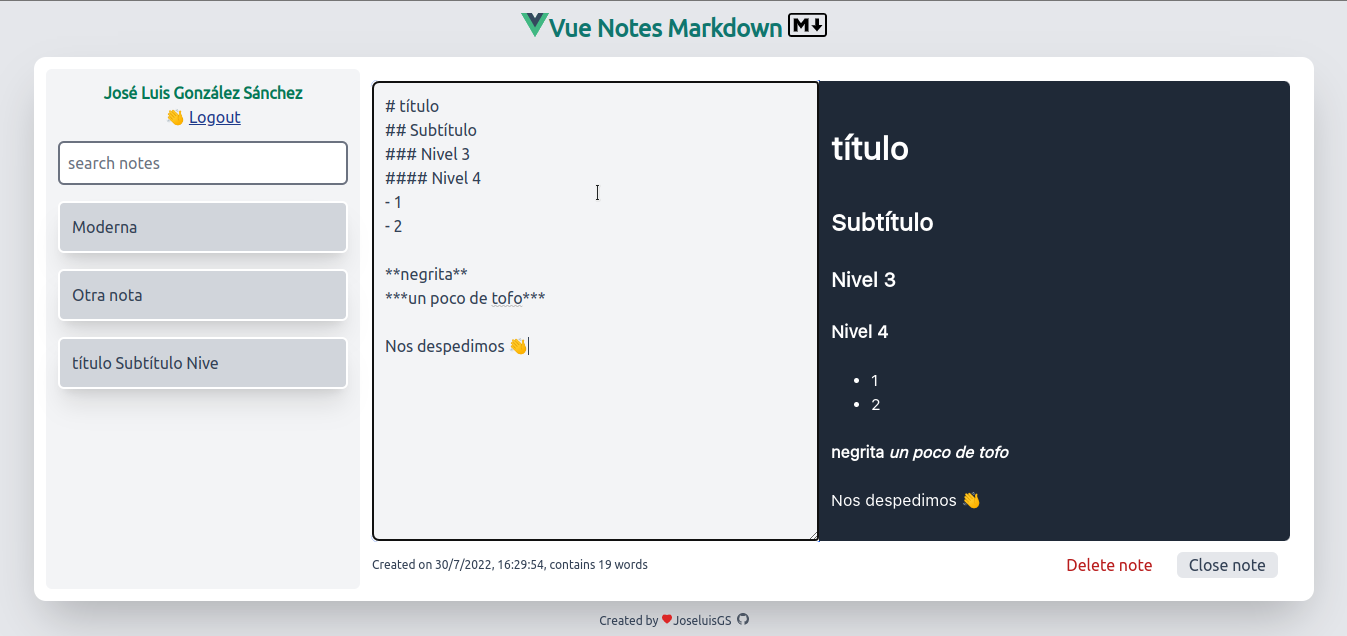 Vue Notes Markdown M↓
José Luis González Sánchez
👋 Logout
search notes
Moderna
Otra nota
título Subtítulo Nive
# título
## Subtítulo
### Nivel 3
#### Nivel 4
- 1
- 2
**negrita**
***un poco de tofo***
Nos despedimos 👋
título
Subtítulo
Nivel 3
Nivel 4
• 1
• 2
negrita un poco de tofo
Nos despedimos 👋
Created on 30/7/2022, 16:29:54, contains 19 words
Delete note
Close note
Created by ❤JoseluisGS